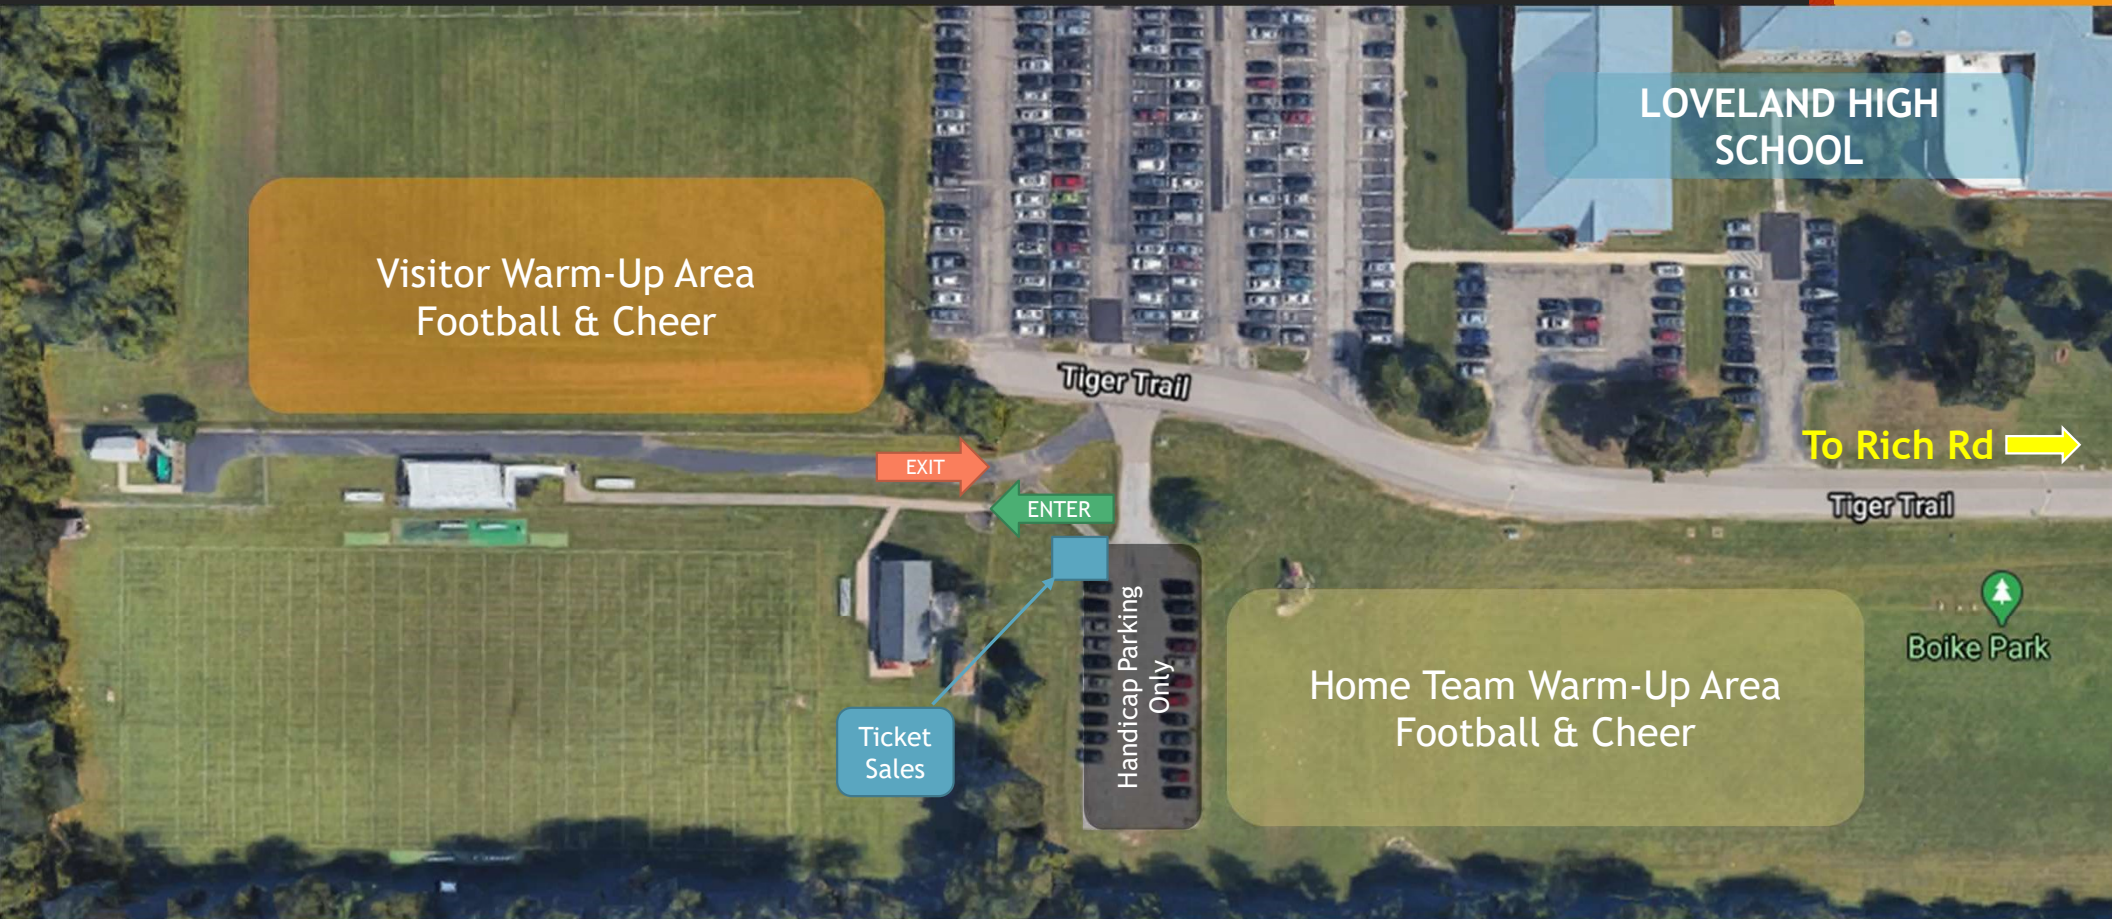 LOVELAND HIGH
SCHOOL
Visitor Warm-Up Area
Football & Cheer
Tiger Trail
To Rich Rd
EXIT
ENTER
Tiger Trail
Handicap Parking
Only
Boike Park
Home Team Warm-Up Area
Football & Cheer
Ticket
Sales